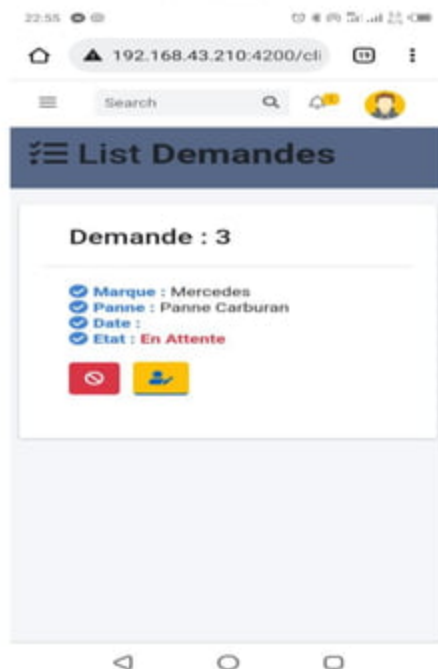 22:55
192.168.43.210:4200/cli
19
Search
List Demandes
Demande : 3
Marque : Mercedes
Panne : Panne Carburan
Date :
Etat : En Attente